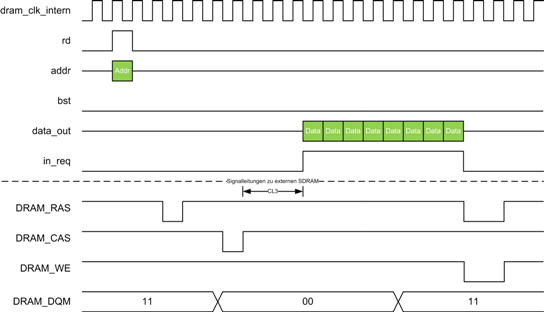 dram_clk_intern
rd
addr
Addr
bst
data_out
Data Data Data Data Data Data Data Data
in_req
Signalleitungen zu externen SDRAM
CL3
DRAM_RAS
DRAM_CAS
DRAM_WE
DRAM_DQM
11 00 11